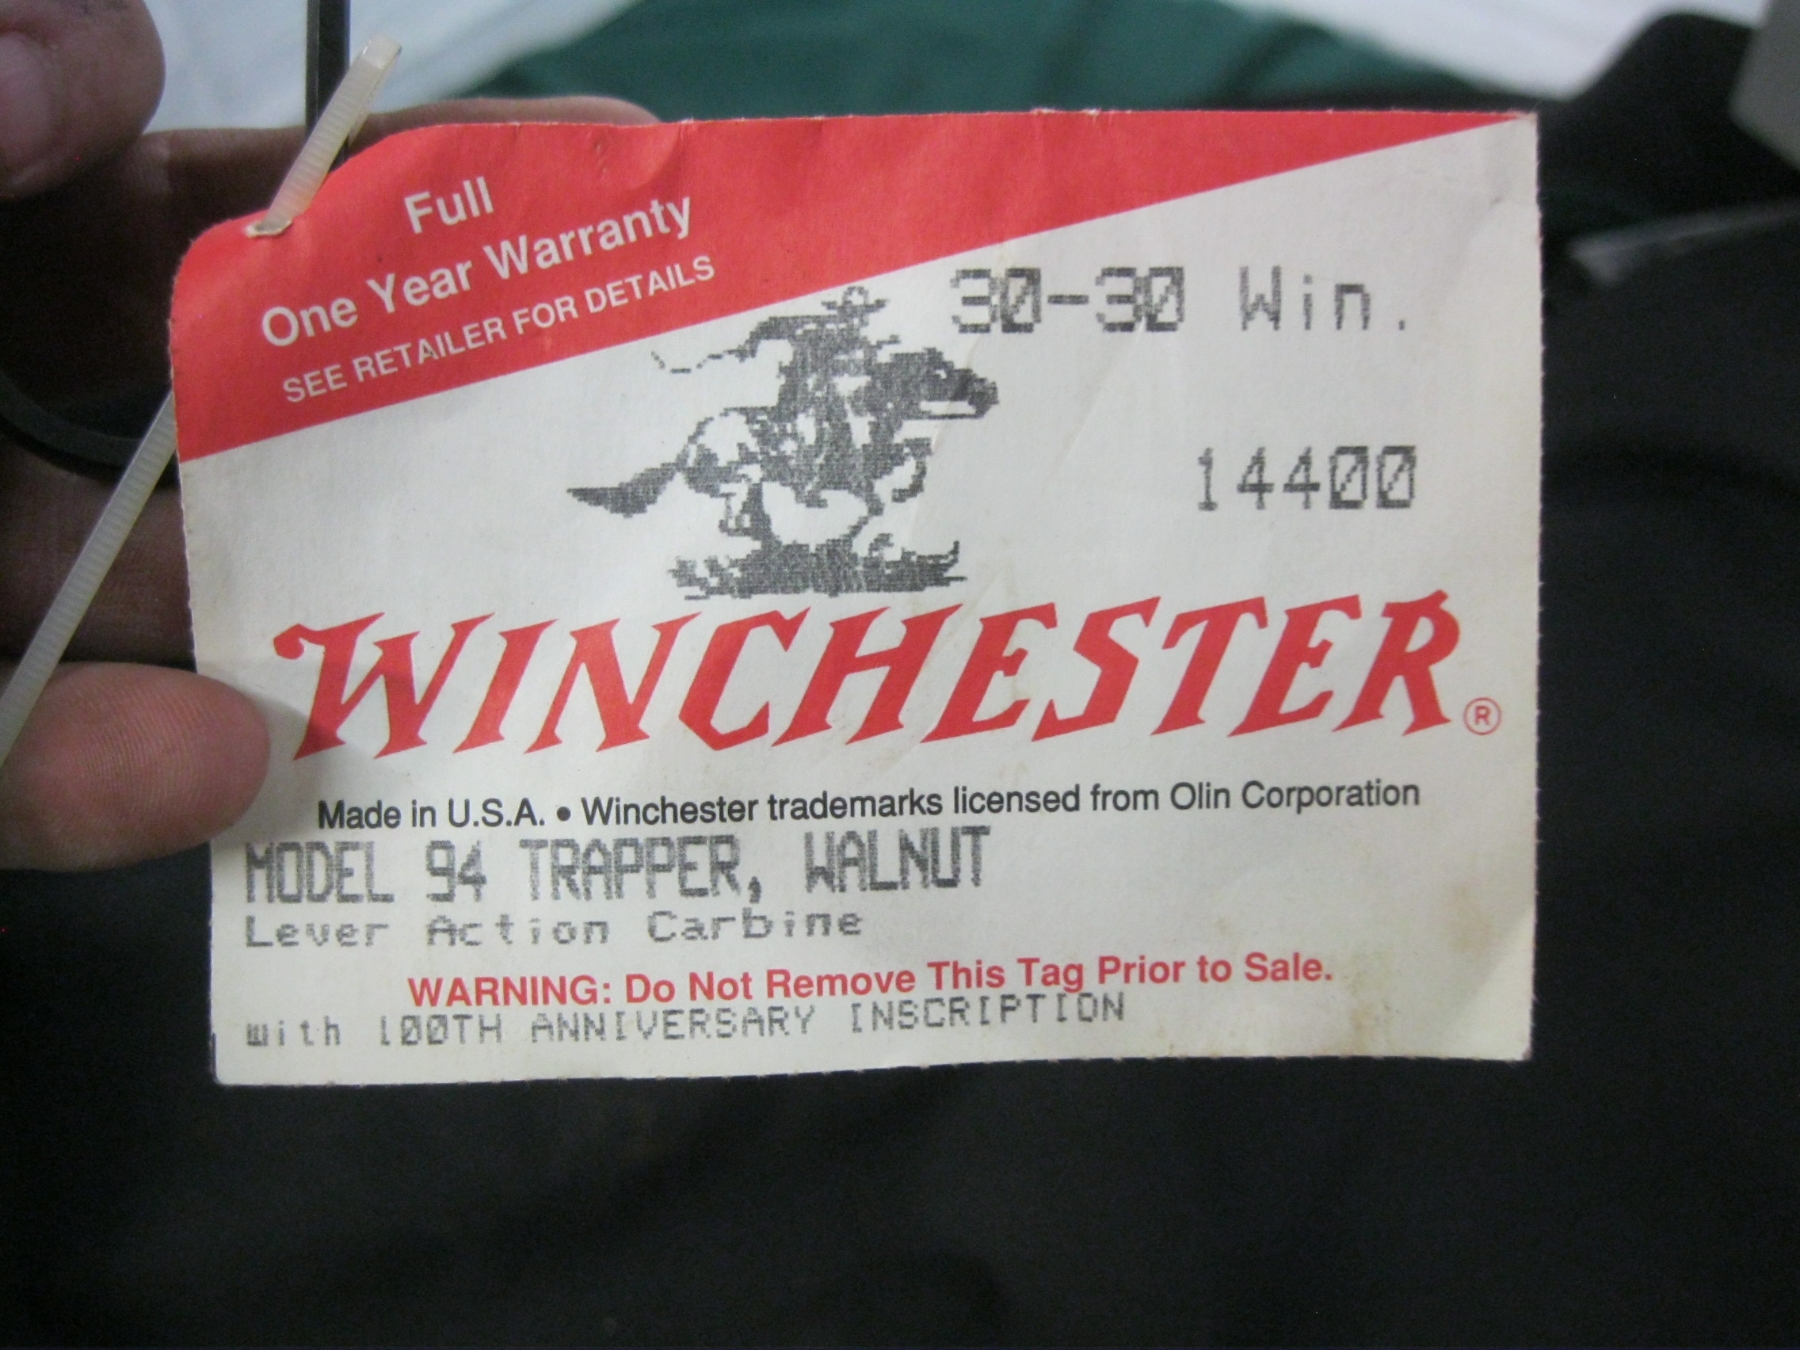 Full
One Year Warranty
SEE RETAILER FOR DETAILS
30-30 Win.
14400
WINCHESTER®
Made in U.S.A. • Winchester trademarks licensed from Olin Corporation
MODEL 94 TRAPPER, WALNUT
Lever Action Carbine
WARNING: Do Not Remove This Tag Prior to Sale.
with 100TH ANNIVERSARY INSCRIPTION